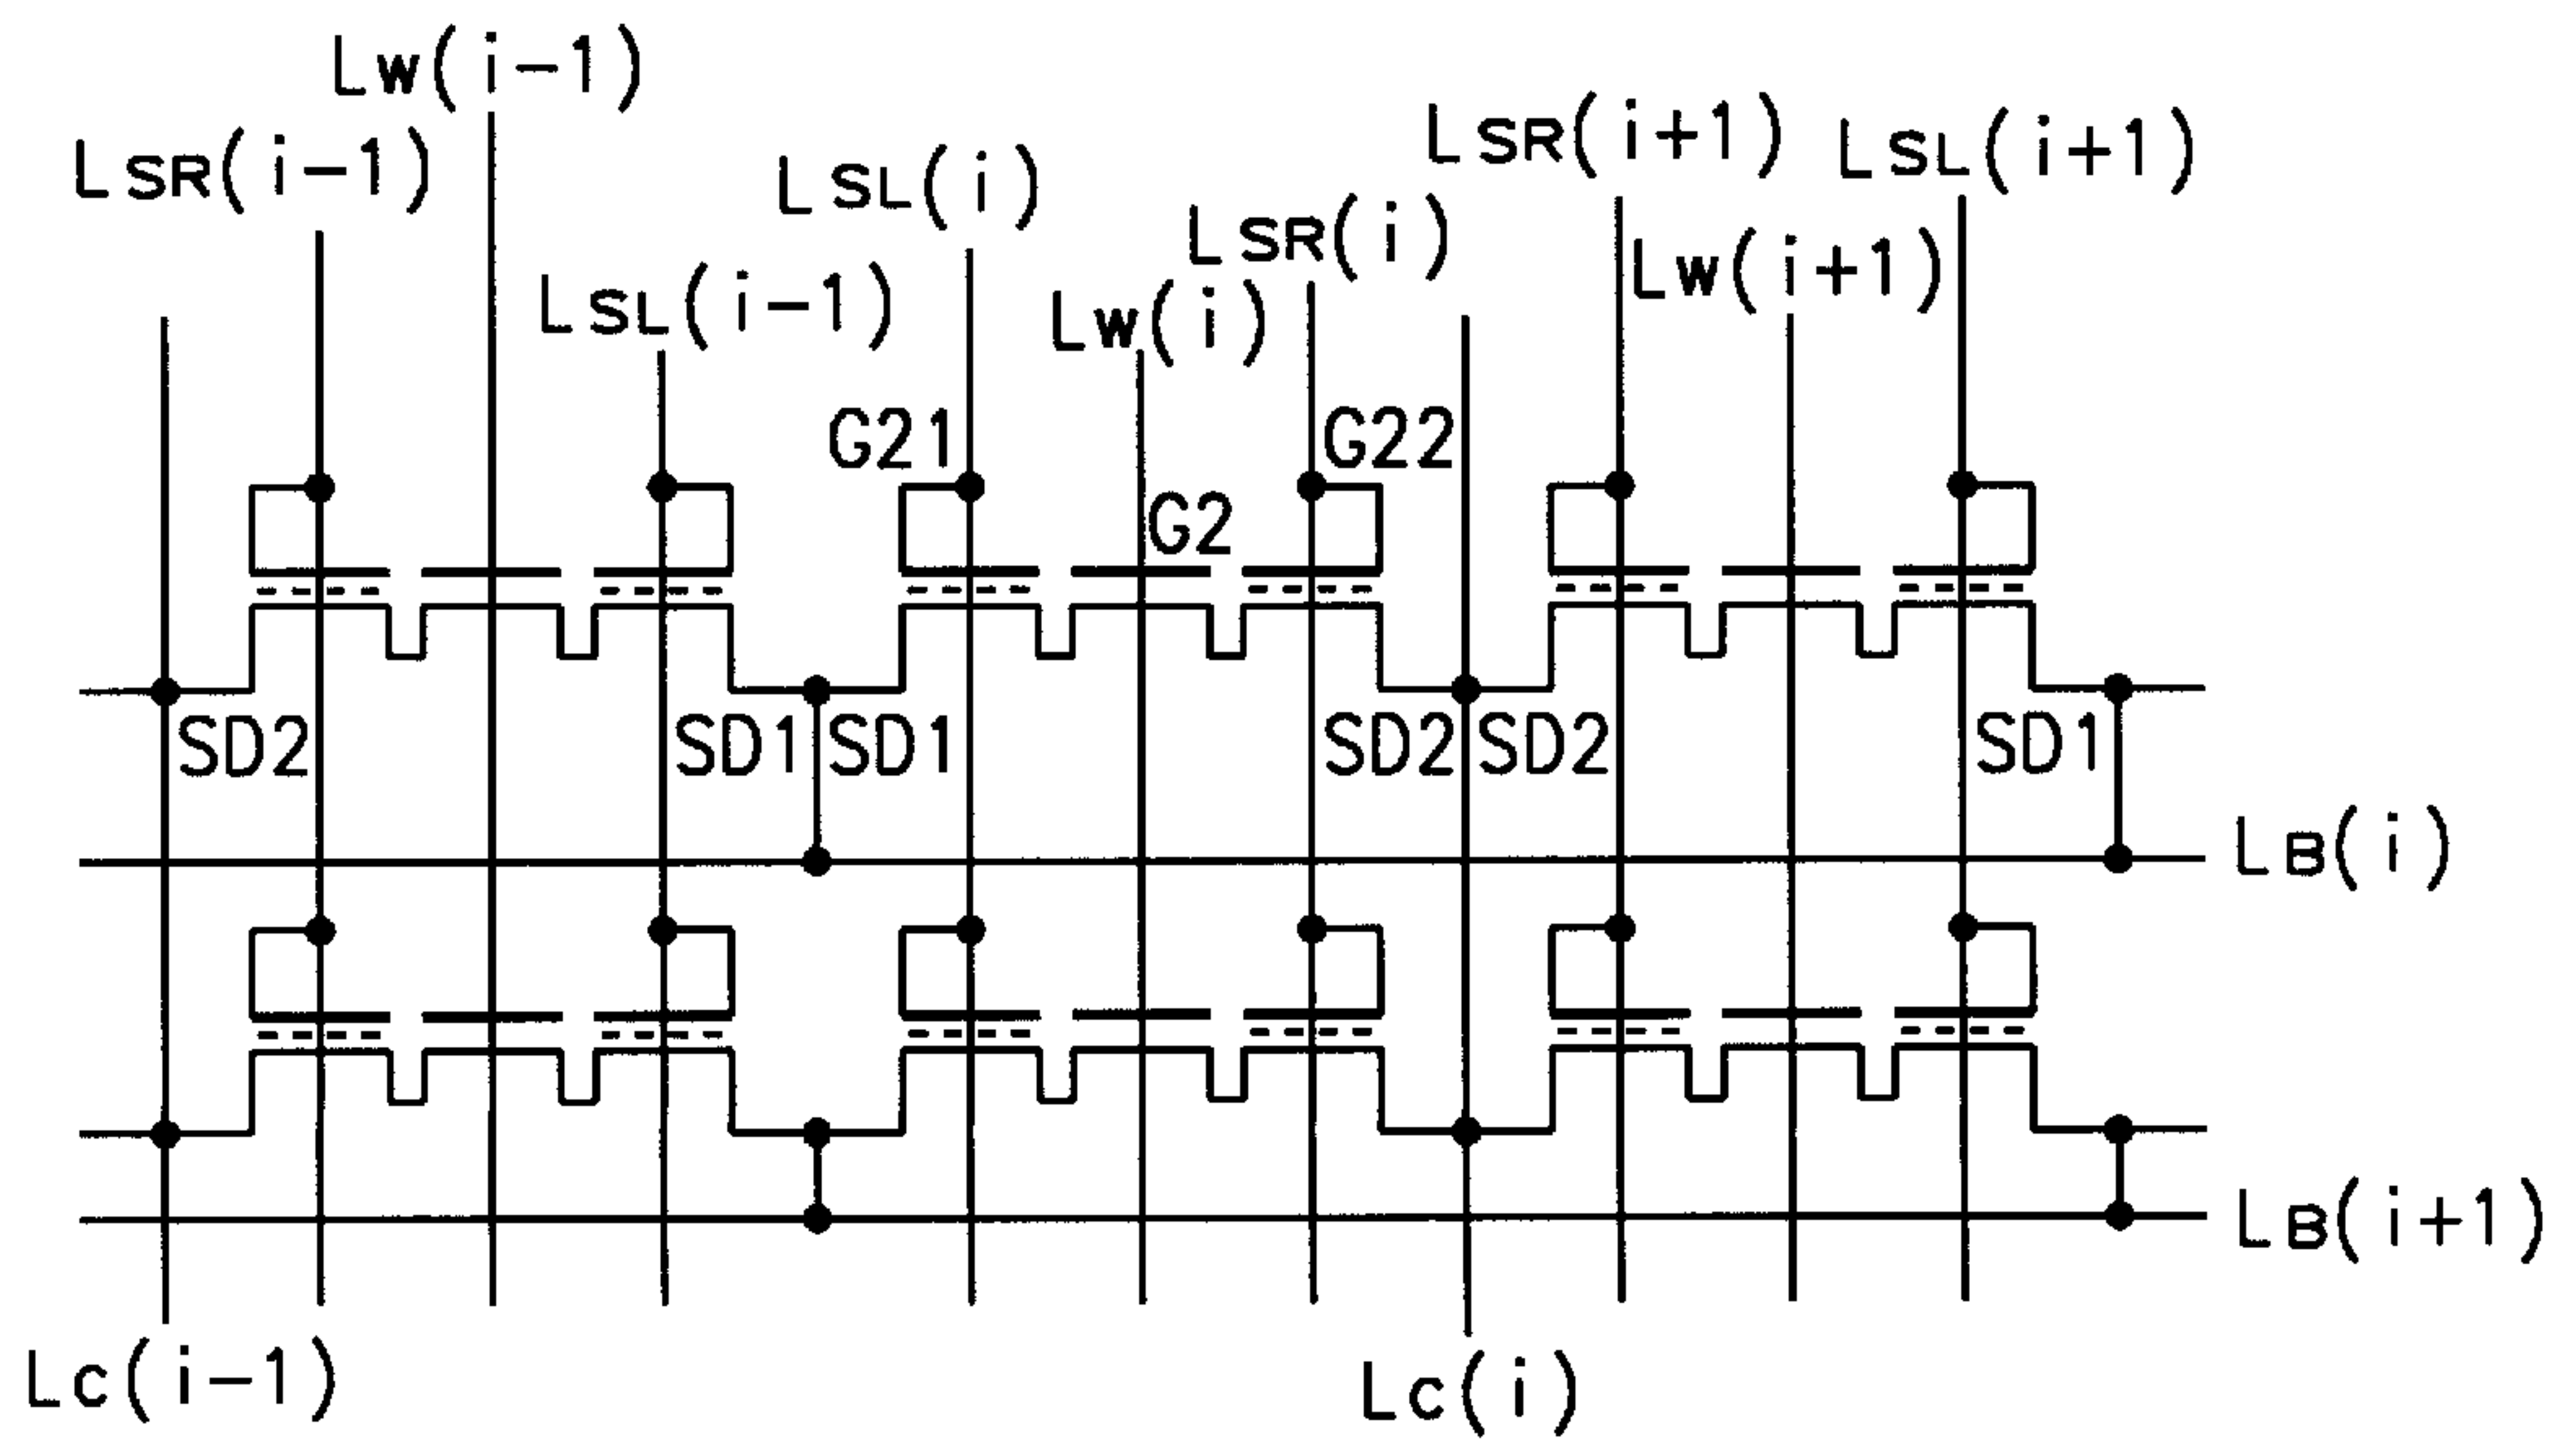 Lw(i-1)
LSR(i-1)
LSL(i)
LSR(i+1)
LSL(i+1)
LSL(i-1)
Lw(i)
LSR(i)
Lw(i+1)
G21
G22
G2
SD2
SD1
SD1
SD2
SD2
SD1
LB(i)
LB(i+1)
Lc(i-1)
Lc(i)